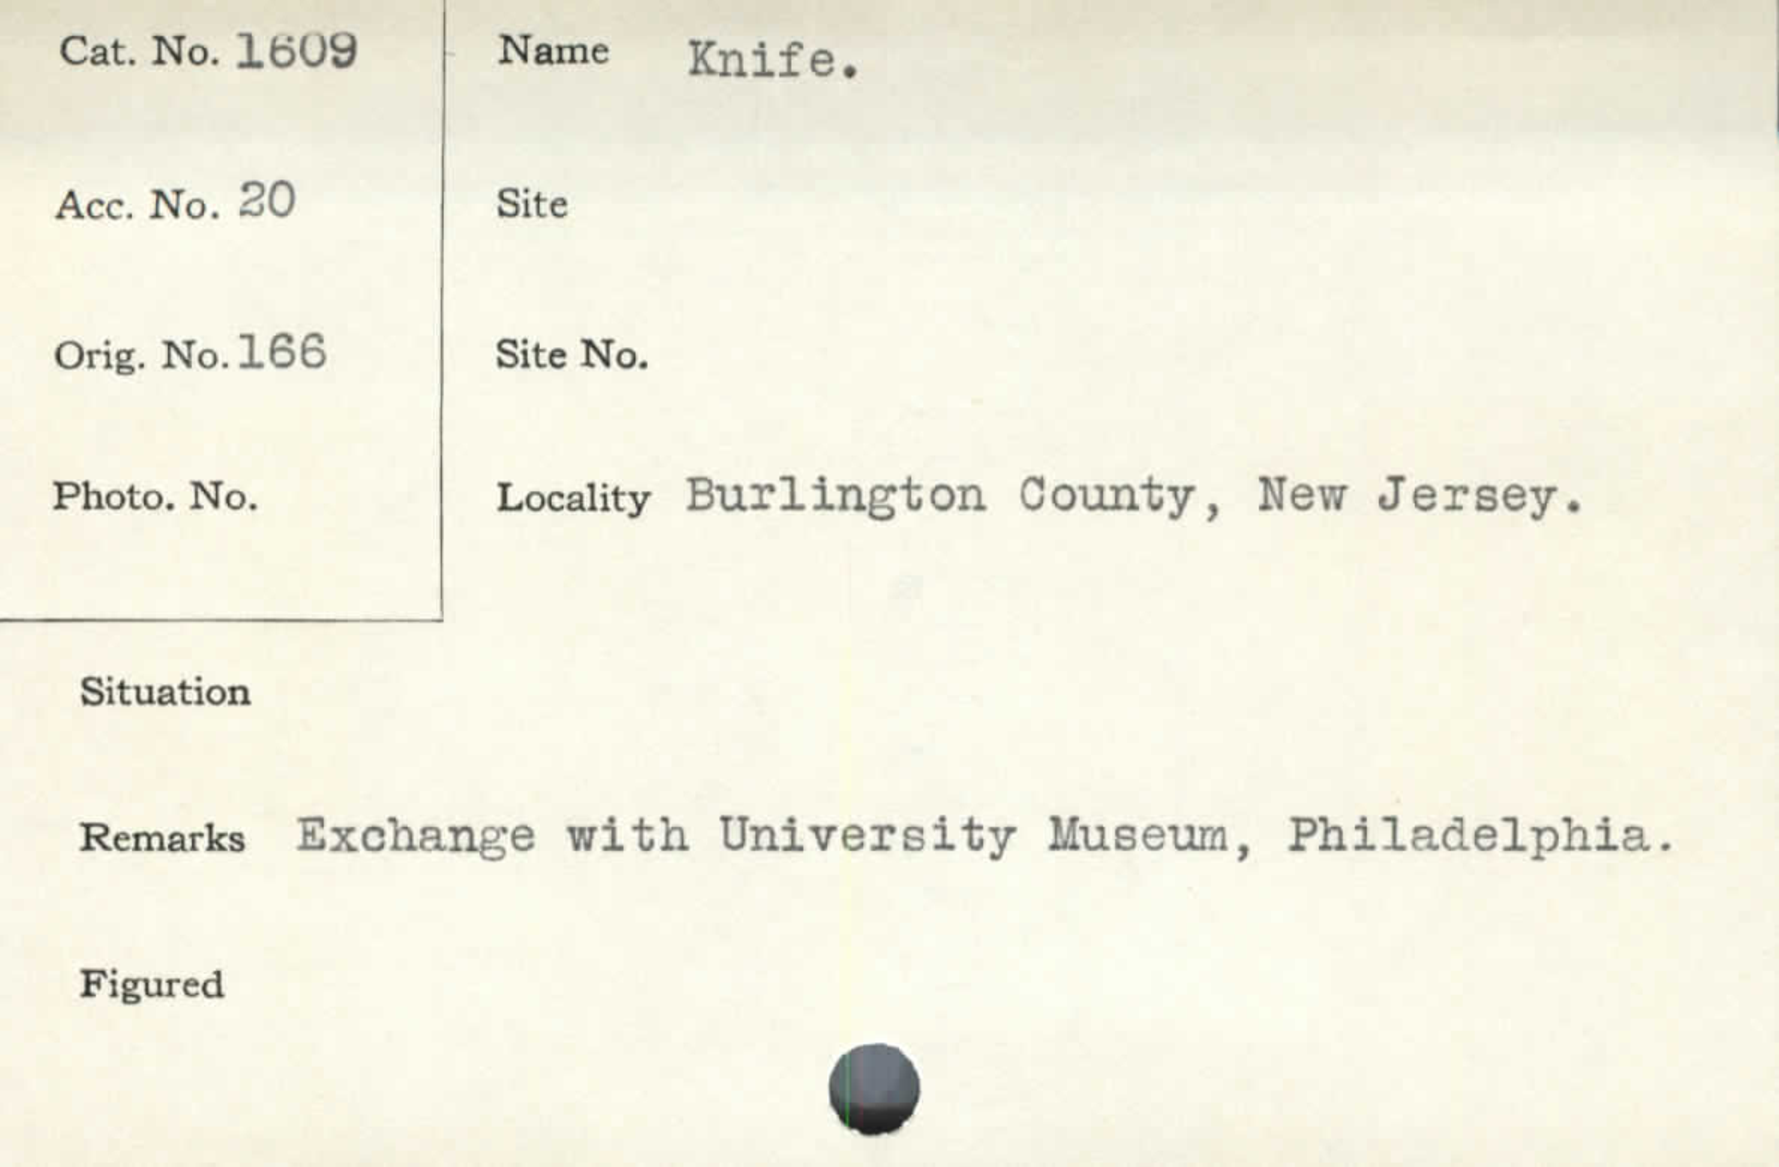 Cat. No. 1609
Name Knife.
Acc. No. 20
Site
Orig. No. 166
Site No.
Photo. No.
Locality Burlington County, New Jersey.
Situation
Remarks Exchange with University Museum, Philadelphia.
Figured